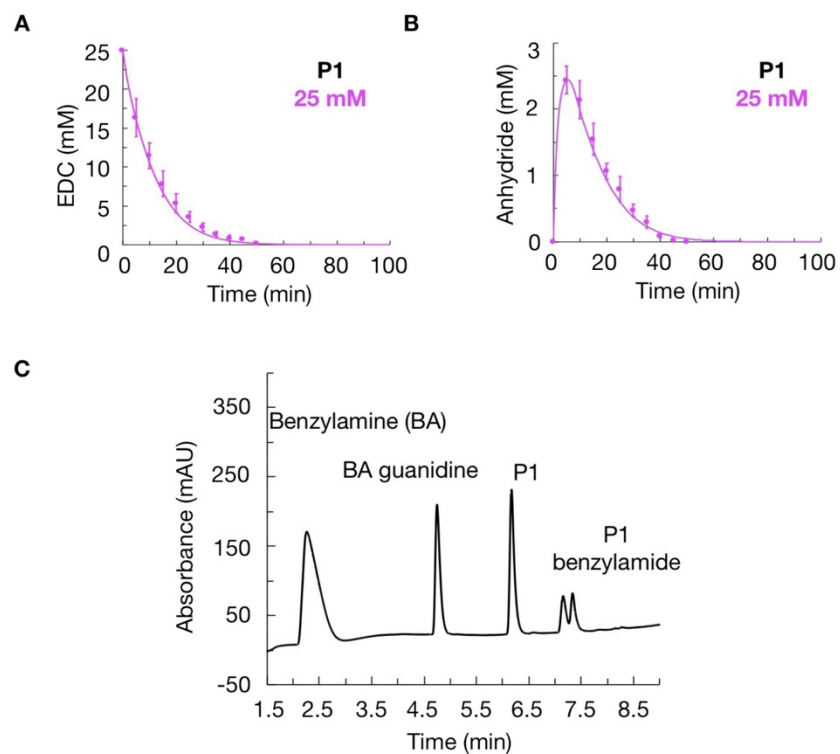 A
25
20
15
10
5
0
EDC (mM)
P1
25 mM
0 20 40 60 80 100
Time (min)
B
3
2
1
0
Anhydride (mM)
P1
25 mM
0 20 40 60 80 100
Time (min)
C
350
250
150
50
-50
Absorbance (mAU)
Benzylamine (BA)
BA guanidine
P1
P1
benzylamide
1.5 2.5 3.5 4.5 5.5 6.5 7.5 8.5
Time (min)